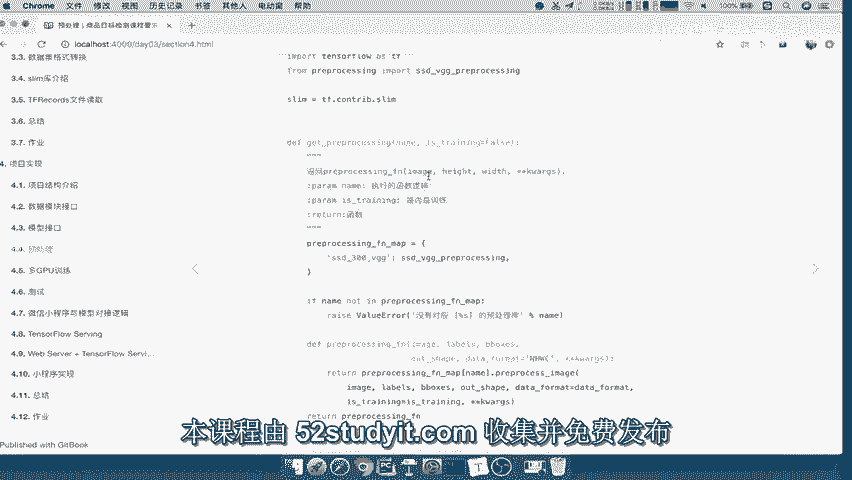 Chrome 文件 修改 视图 历史记录 书签 其他人 电动窗 帮助
100%
localhost:4000/day03/section4.html
3.3. 数据集格式转换
3.4. slim库介绍
3.5. TFRecords文件读取
3.6. 总结
3.7. 作业
4. 项目实现
4.1. 项目结构介绍
4.2. 数据模块接口
4.3. 模型接口
4.4. 预处理
4.5. 多GPU训练
4.6. 测试
4.7. 微信小程序与模型对接逻辑
4.8. TensorFlow Serving
4.9. Web Server + TensorFlow Servi...
4.10. 小程序实现
4.11. 总结
4.12. 作业
Published with GitBook
import tensorflow as tf
from preprocessing import ssd_vgg_preprocessing
slim = tf.contrib.slim
def get_preprocessing(name, is_training=False):
"""
返回preprocessing_fn(image, height, width, **kwargs).
:param name: 执行的函数逻辑
:param is_training: 是否是训练
:return:函数
"""
preprocessing_fn_map = {
'ssd_300_vgg': ssd_vgg_preprocessing,
}
if name not in preprocessing_fn_map:
raise ValueError('没有对应 [%s] 的预处理库' % name)
def preprocessing_fn(image, labels, bboxes,
out_shape, data_format='NHWC', **kwargs):
return preprocessing_fn_map[name].preprocess_image(
image, labels, bboxes, out_shape, data_format=data_format,
is_training=is_training, **kwargs)
return preprocessing_fn
本课程由 52studyit.com 收集并免费发布